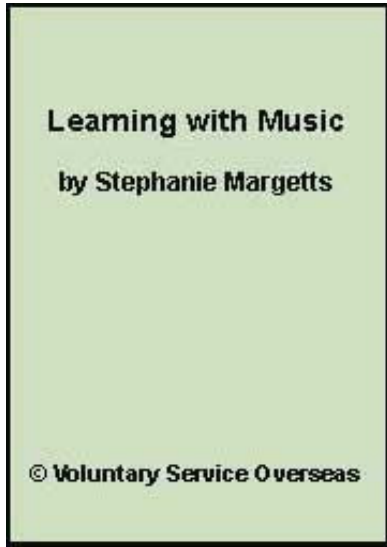 Learning with Music
by Stephanie Margetts
© Voluntary Service Overseas